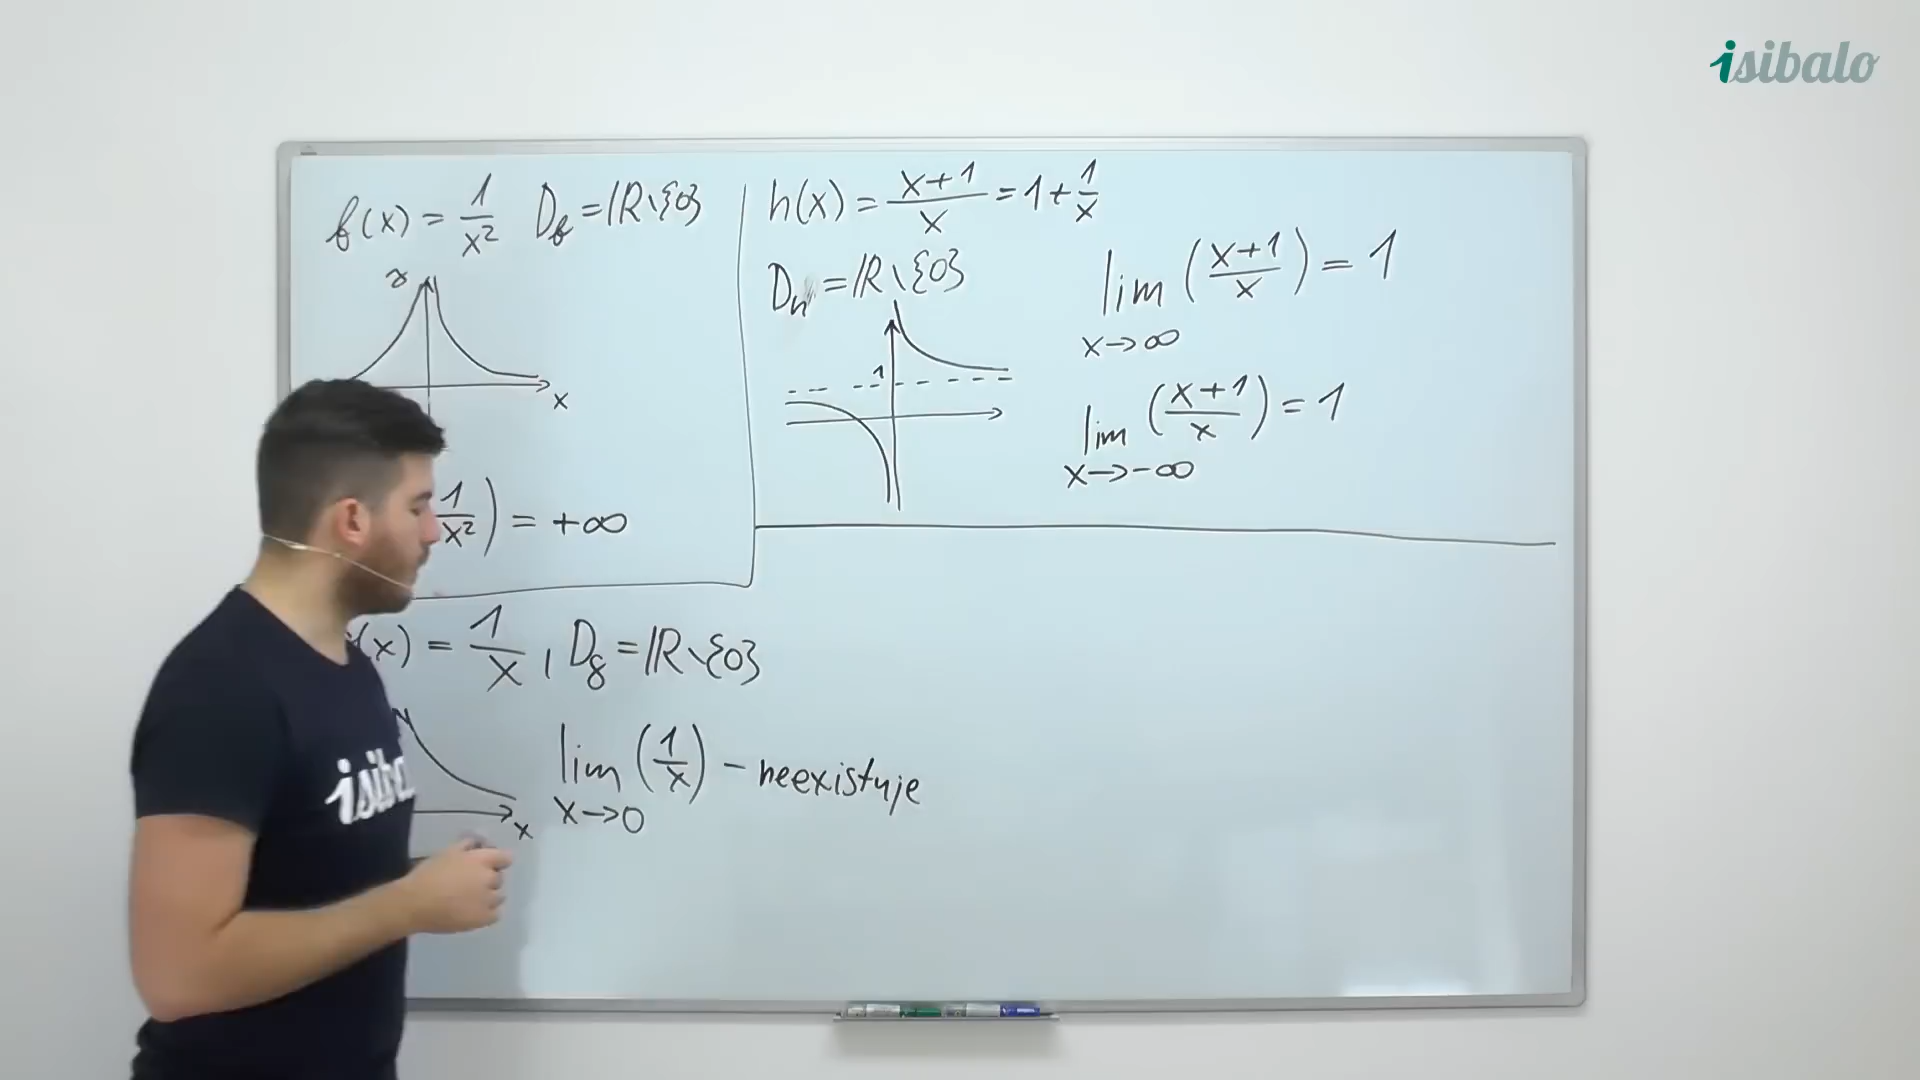 isibalo
f(x) = 1/x² D_f = ℝ∖{0}
x
1/x²) = +∞
(x) = 1/x, D_g = ℝ∖{0}
x
lim (1/x) – neexistuje
x→0
h(x) = (x+1)/x = 1 + 1/x
D_h = ℝ∖{0}
1
lim ((x+1)/x) = 1
x→∞
lim ((x+1)/x) = 1
x→-∞
isiba